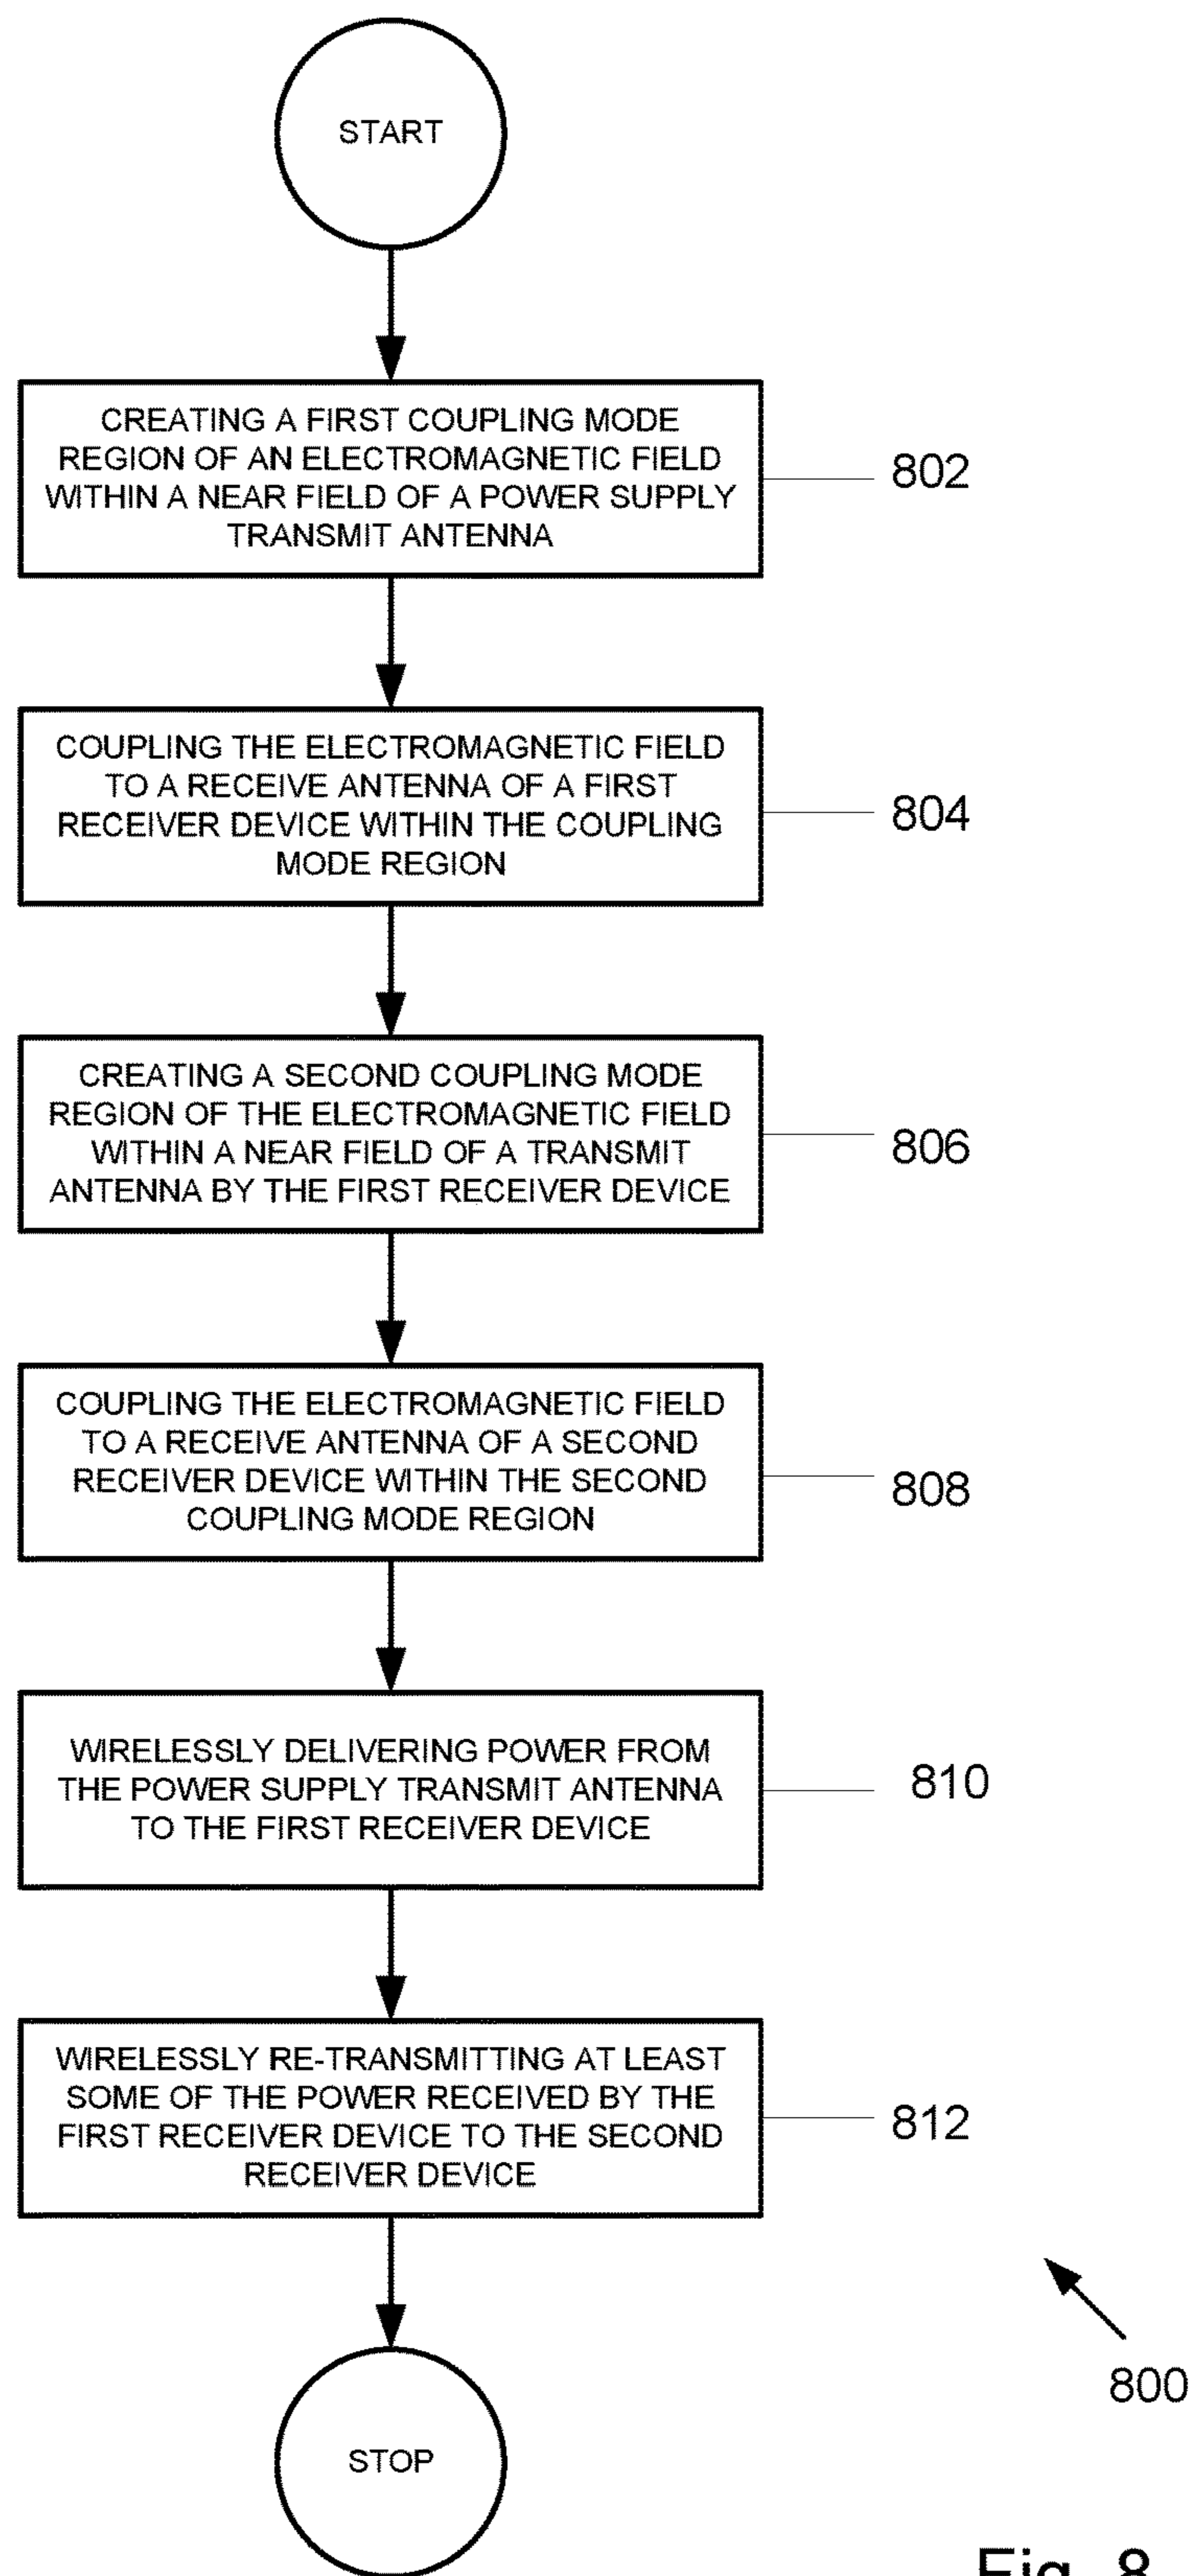 START
CREATING A FIRST COUPLING MODE
REGION OF AN ELECTROMAGNETIC FIELD
WITHIN A NEAR FIELD OF A POWER SUPPLY
TRANSMIT ANTENNA
802
COUPLING THE ELECTROMAGNETIC FIELD
TO A RECEIVE ANTENNA OF A FIRST
RECEIVER DEVICE WITHIN THE COUPLING
MODE REGION
804
CREATING A SECOND COUPLING MODE
REGION OF THE ELECTROMAGNETIC FIELD
WITHIN A NEAR FIELD OF A TRANSMIT
ANTENNA BY THE FIRST RECEIVER DEVICE
806
COUPLING THE ELECTROMAGNETIC FIELD
TO A RECEIVE ANTENNA OF A SECOND
RECEIVER DEVICE WITHIN THE SECOND
COUPLING MODE REGION
808
WIRELESSLY DELIVERING POWER FROM
THE POWER SUPPLY TRANSMIT ANTENNA
TO THE FIRST RECEIVER DEVICE
810
WIRELESSLY RE-TRANSMITTING AT LEAST
SOME OF THE POWER RECEIVED BY THE
FIRST RECEIVER DEVICE TO THE SECOND
RECEIVER DEVICE
812
800
STOP
Fig. 8